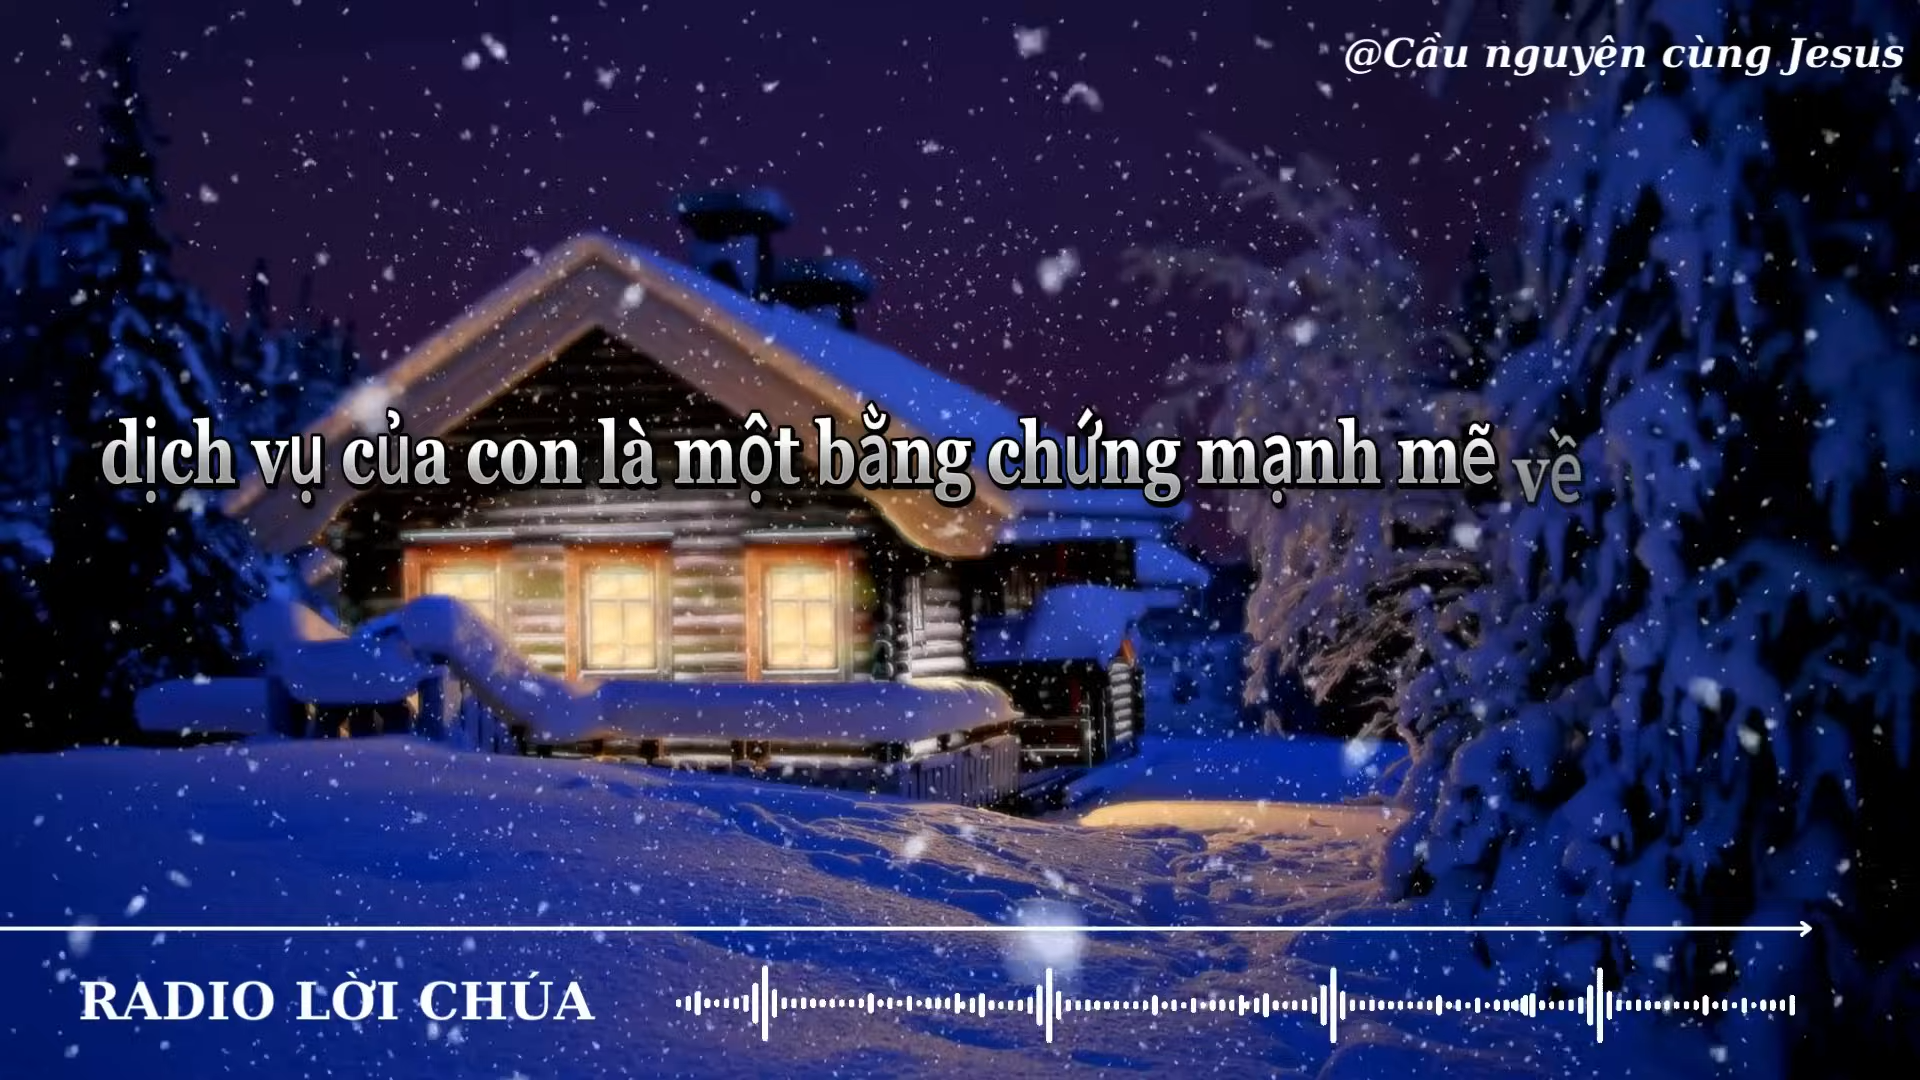 @Cầu nguyện cùng Jesus
dịch vụ của con là một bằng chứng mạnh mẽ về
RADIO LỜI CHÚA